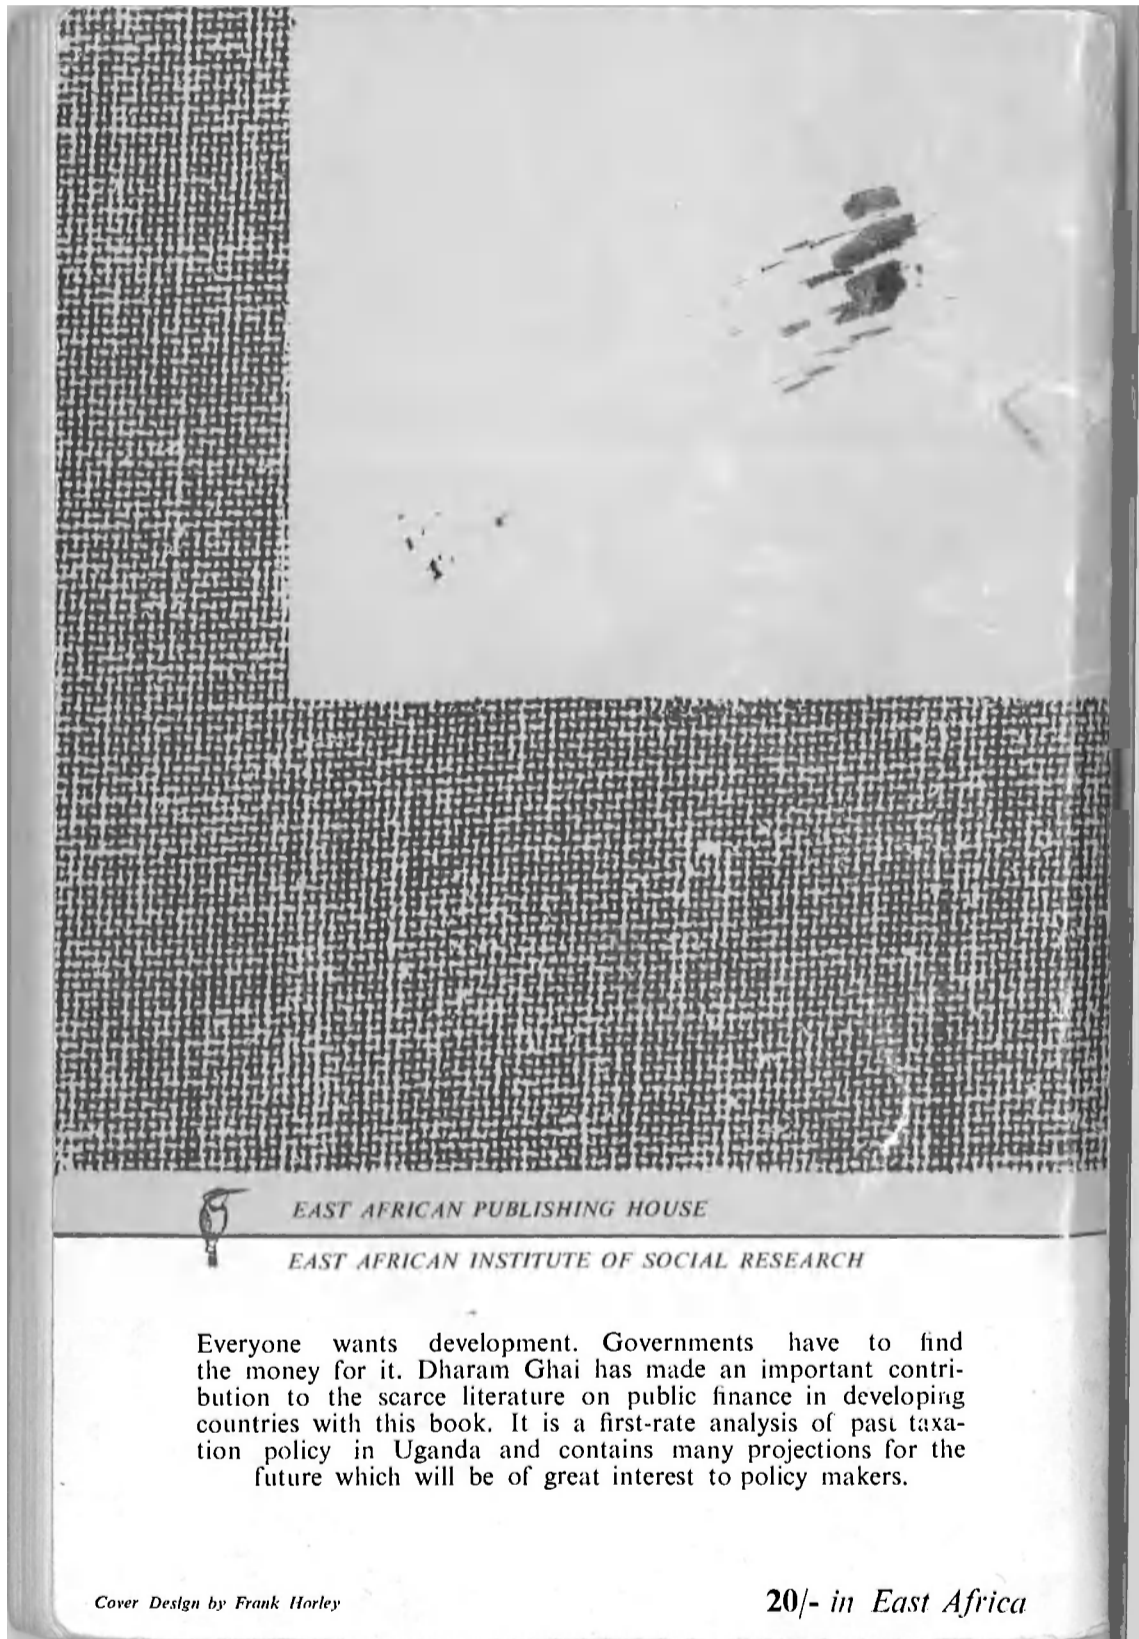 EAST AFRICAN PUBLISHING HOUSE
EAST AFRICAN INSTITUTE OF SOCIAL RESEARCH
Everyone wants development. Governments have to find
the money for it. Dharam Ghai has made an important contri-
bution to the scarce literature on public finance in developing
countries with this book. It is a first-rate analysis of past taxa-
tion policy in Uganda and contains many projections for the
future which will be of great interest to policy makers.
Cover Design by Frank Horley
20/- in East Africa